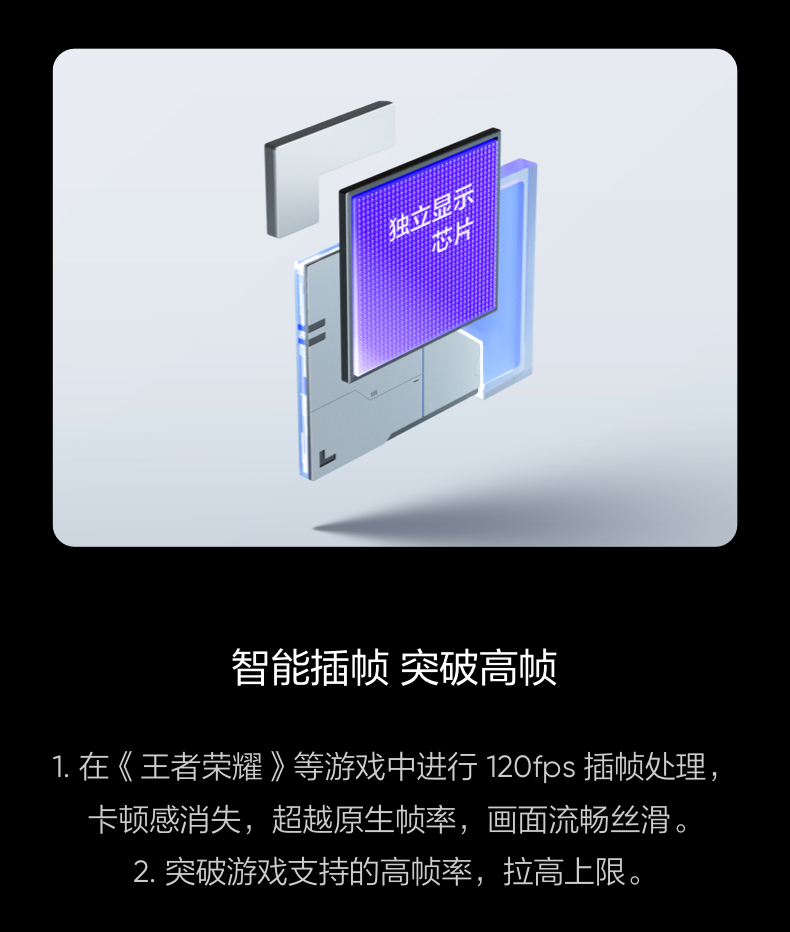 独立显示
芯片
智能插帧 突破高帧
1. 在《王者荣耀》等游戏中进行 120fps 插帧处理，
卡顿感消失，超越原生帧率，画面流畅丝滑。
2. 突破游戏支持的高帧率，拉高上限。